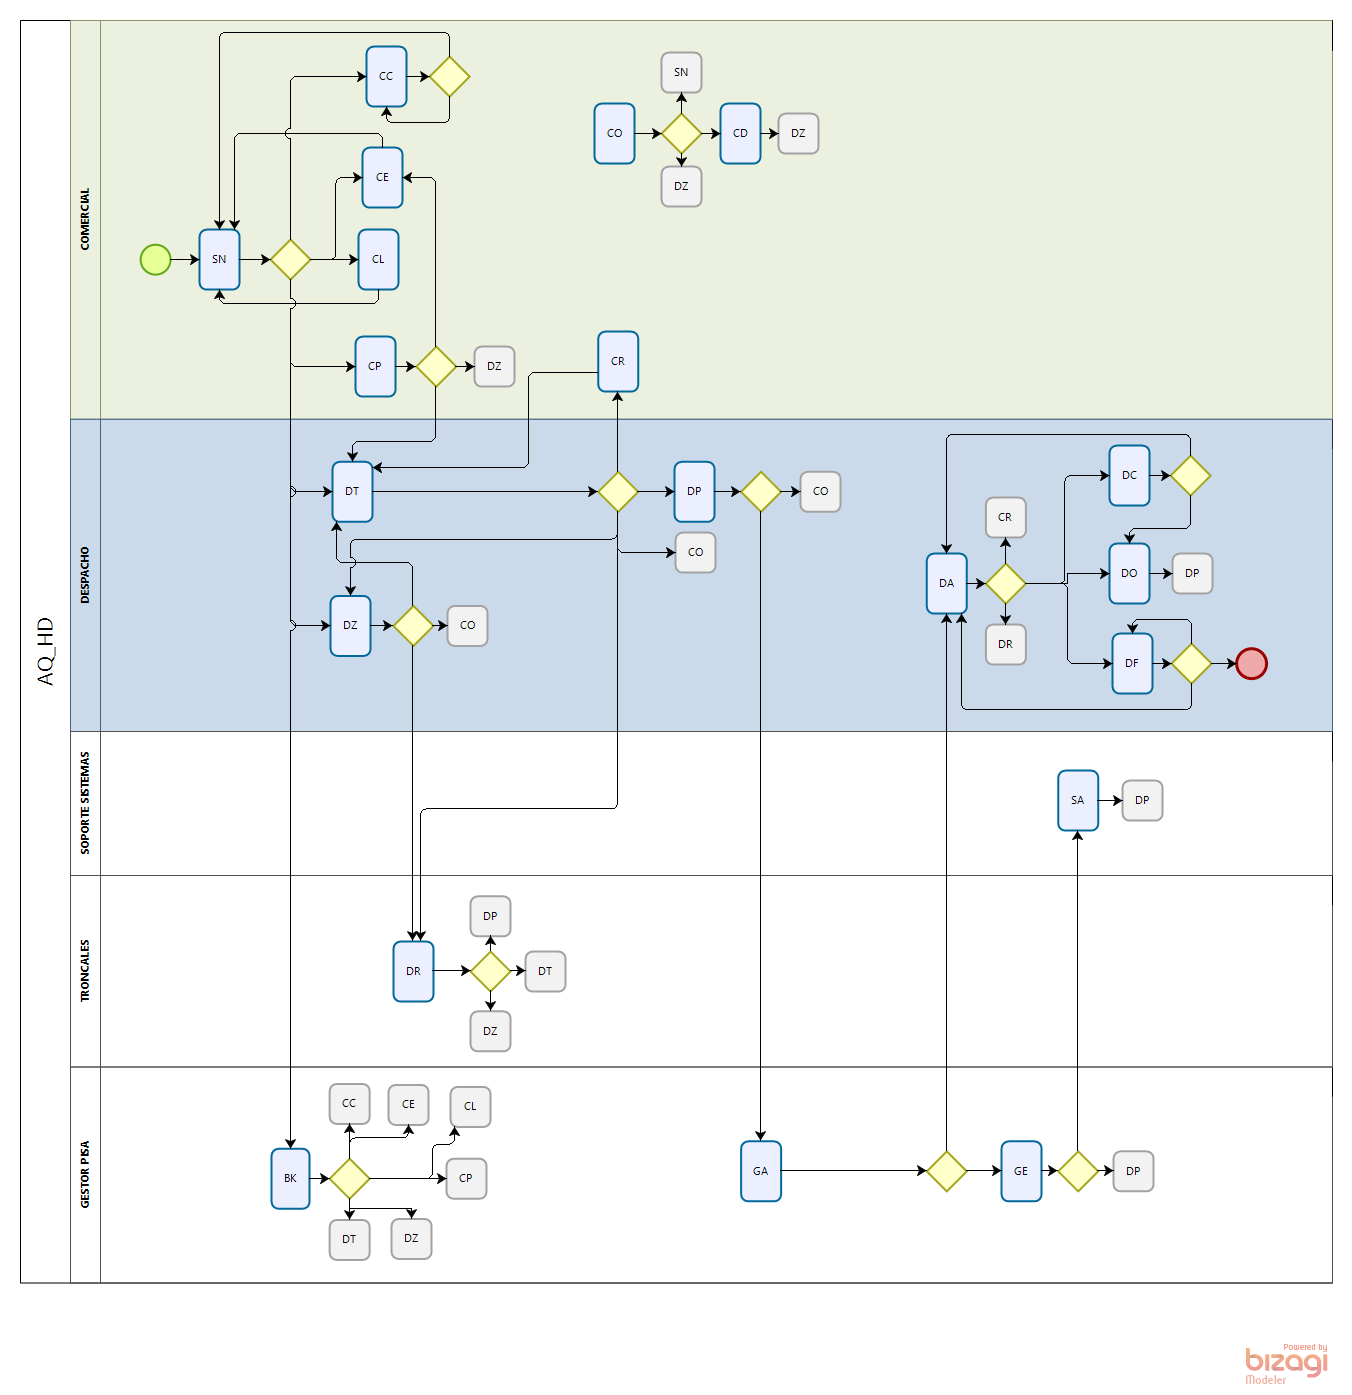 AQ_HD
COMERCIAL
CC
SN
CO
CD
DZ
DZ
CE
SN
CL
CP
DZ
CR
DESPACHO
DT
DP
CO
CO
DZ
CO
DC
CR
DA
DO
DP
DR
DF
SOPORTE SISTEMAS
SA
DP
TRONCALES
DP
DR
DT
DZ
GESTOR PISA
CC
CE
CL
BK
CP
DT
DZ
GA
GE
DP
Powered by
bizagi
Modeler